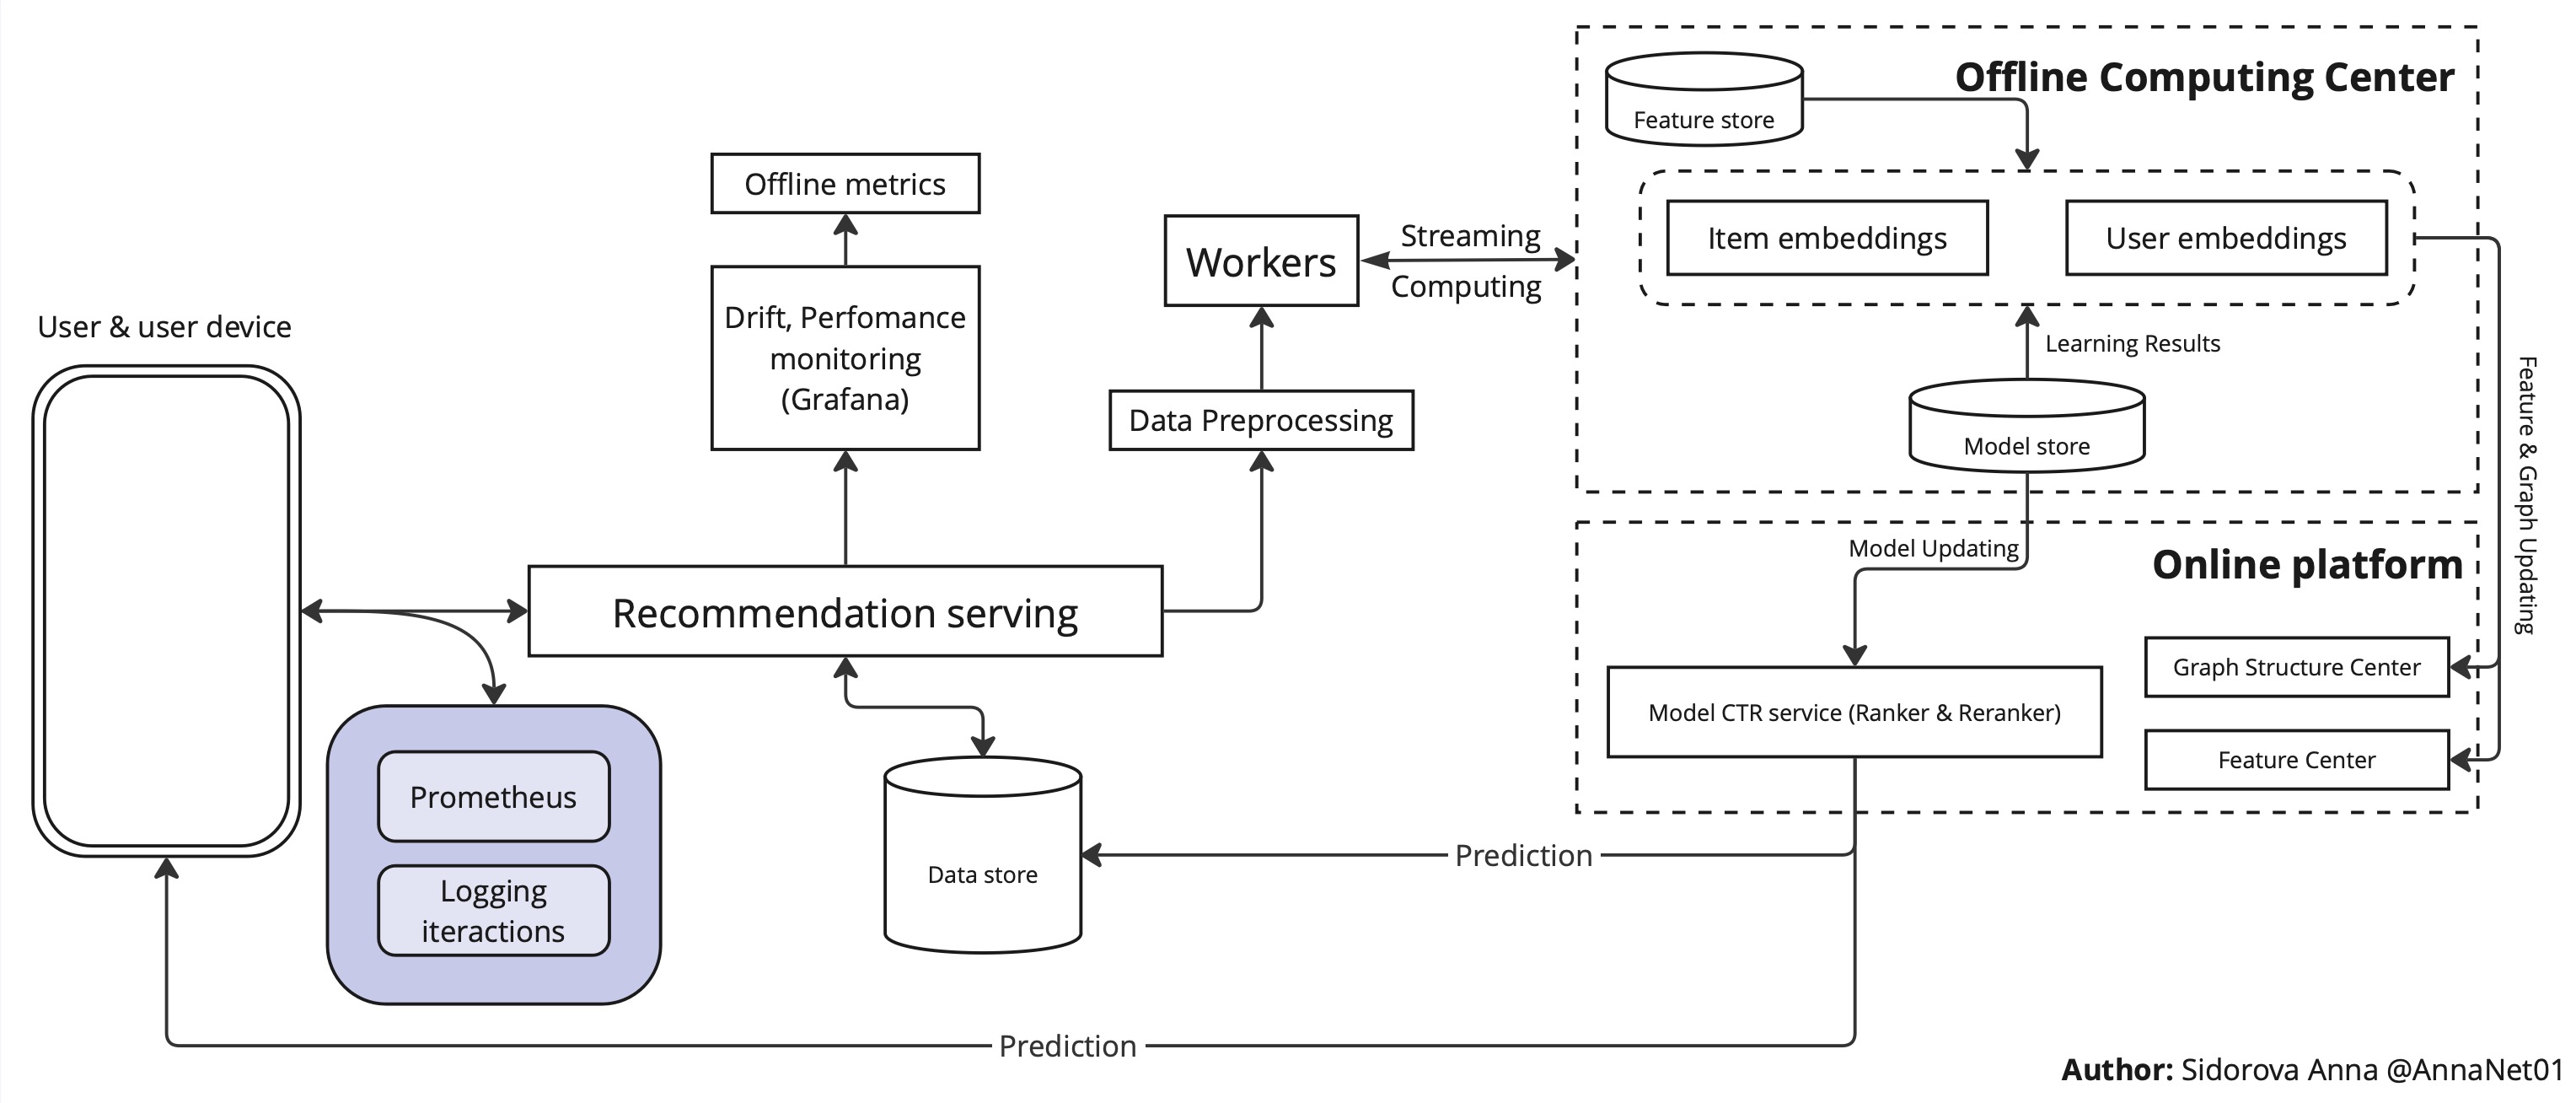 User & user device
Offline metrics
Drift, Perfomance
monitoring
(Grafana)
Recommendation serving
Prometheus
Logging
iteractions
Data store
Workers
Data Preprocessing
Streaming
Computing
Offline Computing Center
Feature store
Item embeddings
User embeddings
Learning Results
Model store
Feature & Graph Updating
Online platform
Model Updating
Model CTR service (Ranker & Reranker)
Graph Structure Center
Feature Center
Prediction
Prediction
Author: Sidorova Anna @AnnaNet01